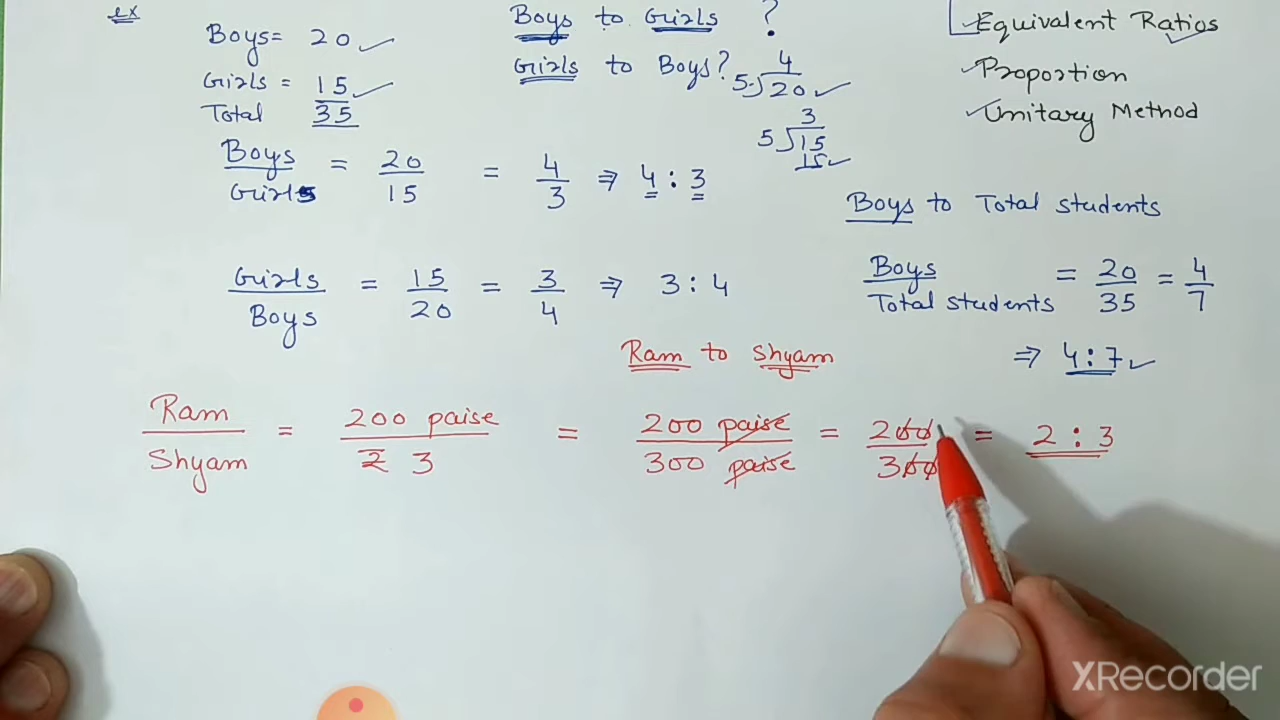 ex
Boys = 20
Girls = 15
Total 35
Boys to Girls ?
Girls to Boys?
4
5 20
3
5 15
15
Equivalent Ratios
Proportion
Unitary Method
Boys / Girls = 20 / 15 = 4 / 3 ⇒ 4 : 3
Girls / Boys = 15 / 20 = 3 / 4 ⇒ 3 : 4
Boys to Total students
Boys / Total students = 20 / 35 = 4 / 7
⇒ 4 : 7
Ram to Shyam
Ram / Shyam = 200 paise / 3 = 200 paise / 300 paise = 200 / 300 = 2 : 3
XRecorder